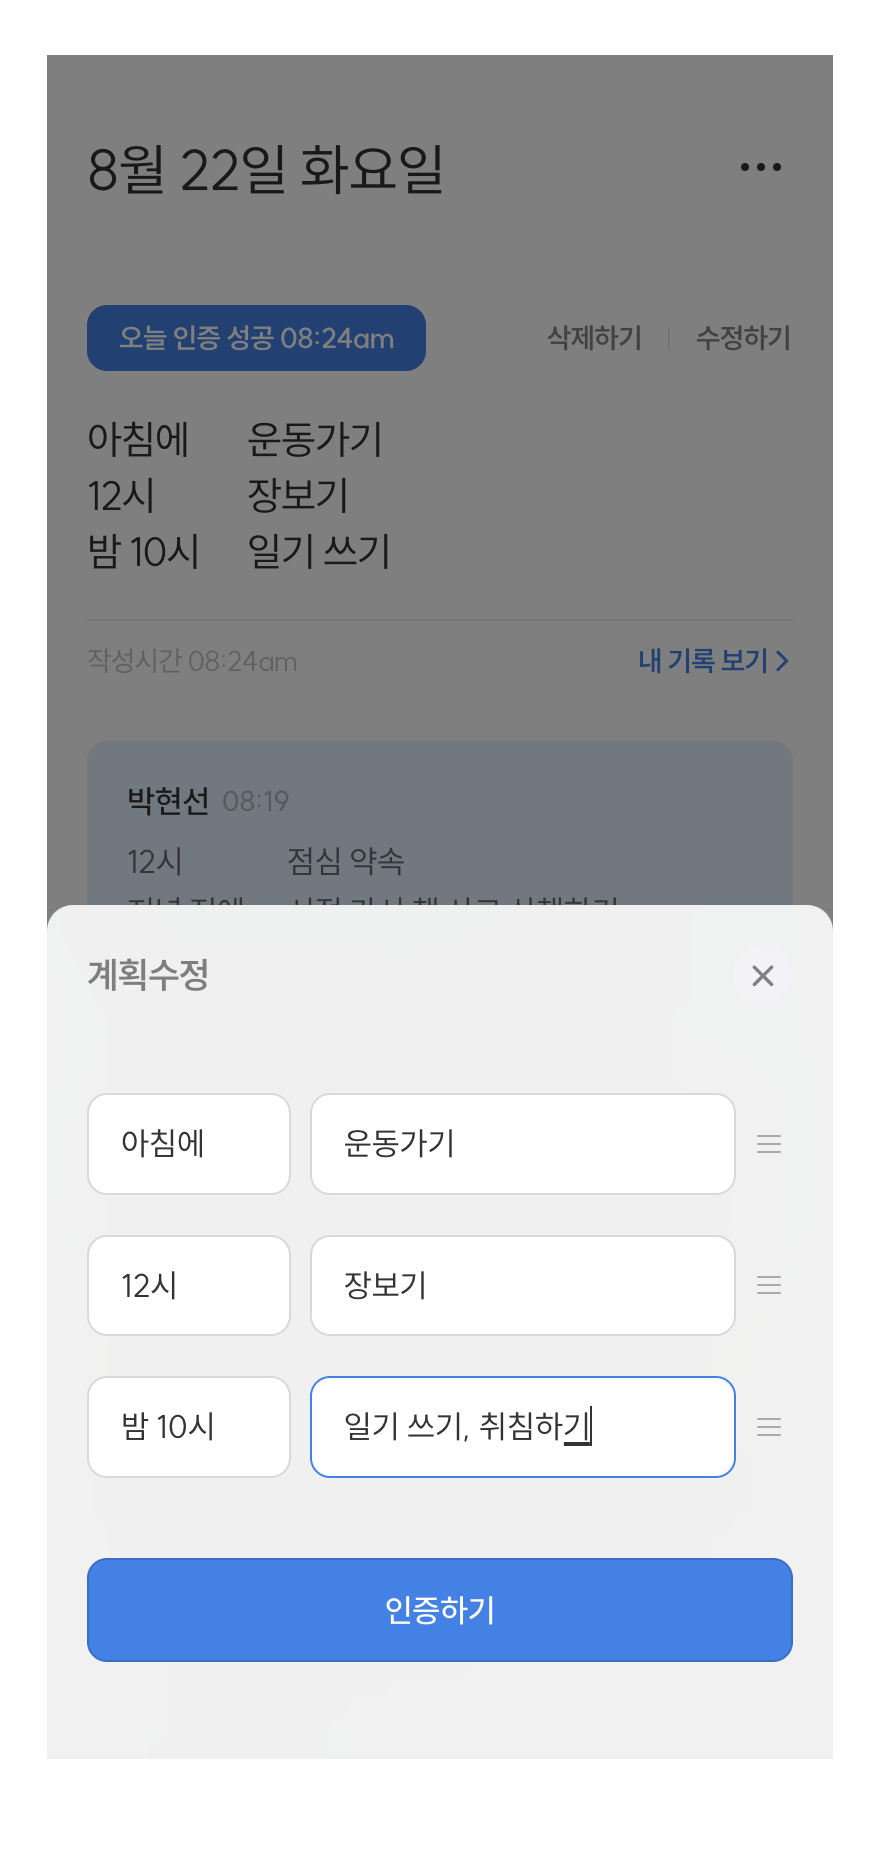 8월 22일 화요일
오늘 인증 성공 08:24am 삭제하기 수정하기
아침에 운동가기
12시 장보기
밤 10시 일기 쓰기
작성시간 08:24am 내 기록 보기
박현선 08:19
12시 점심 약속
계획수정
아침에 운동가기
12시 장보기
밤 10시 일기 쓰기, 취침하기
인증하기